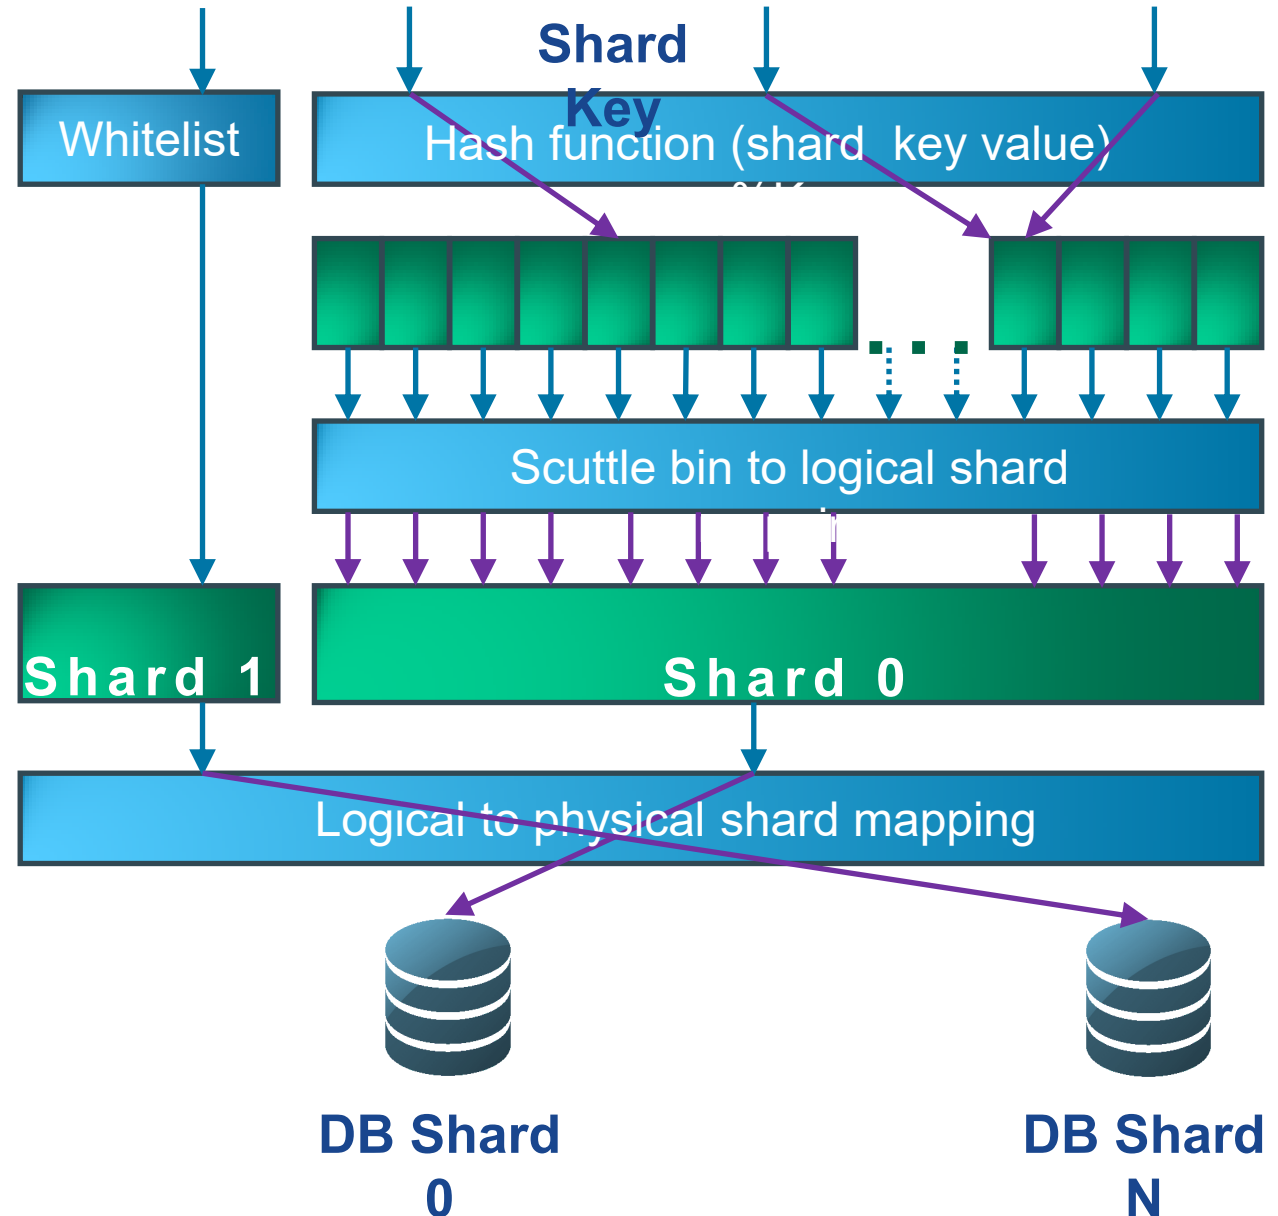 Shard
Key
Whitelist
Hash function (shard key value)
Scuttle bin to logical shard
Shard 1
Shard 0
Logical to physical shard mapping
DB Shard
0
DB Shard
N